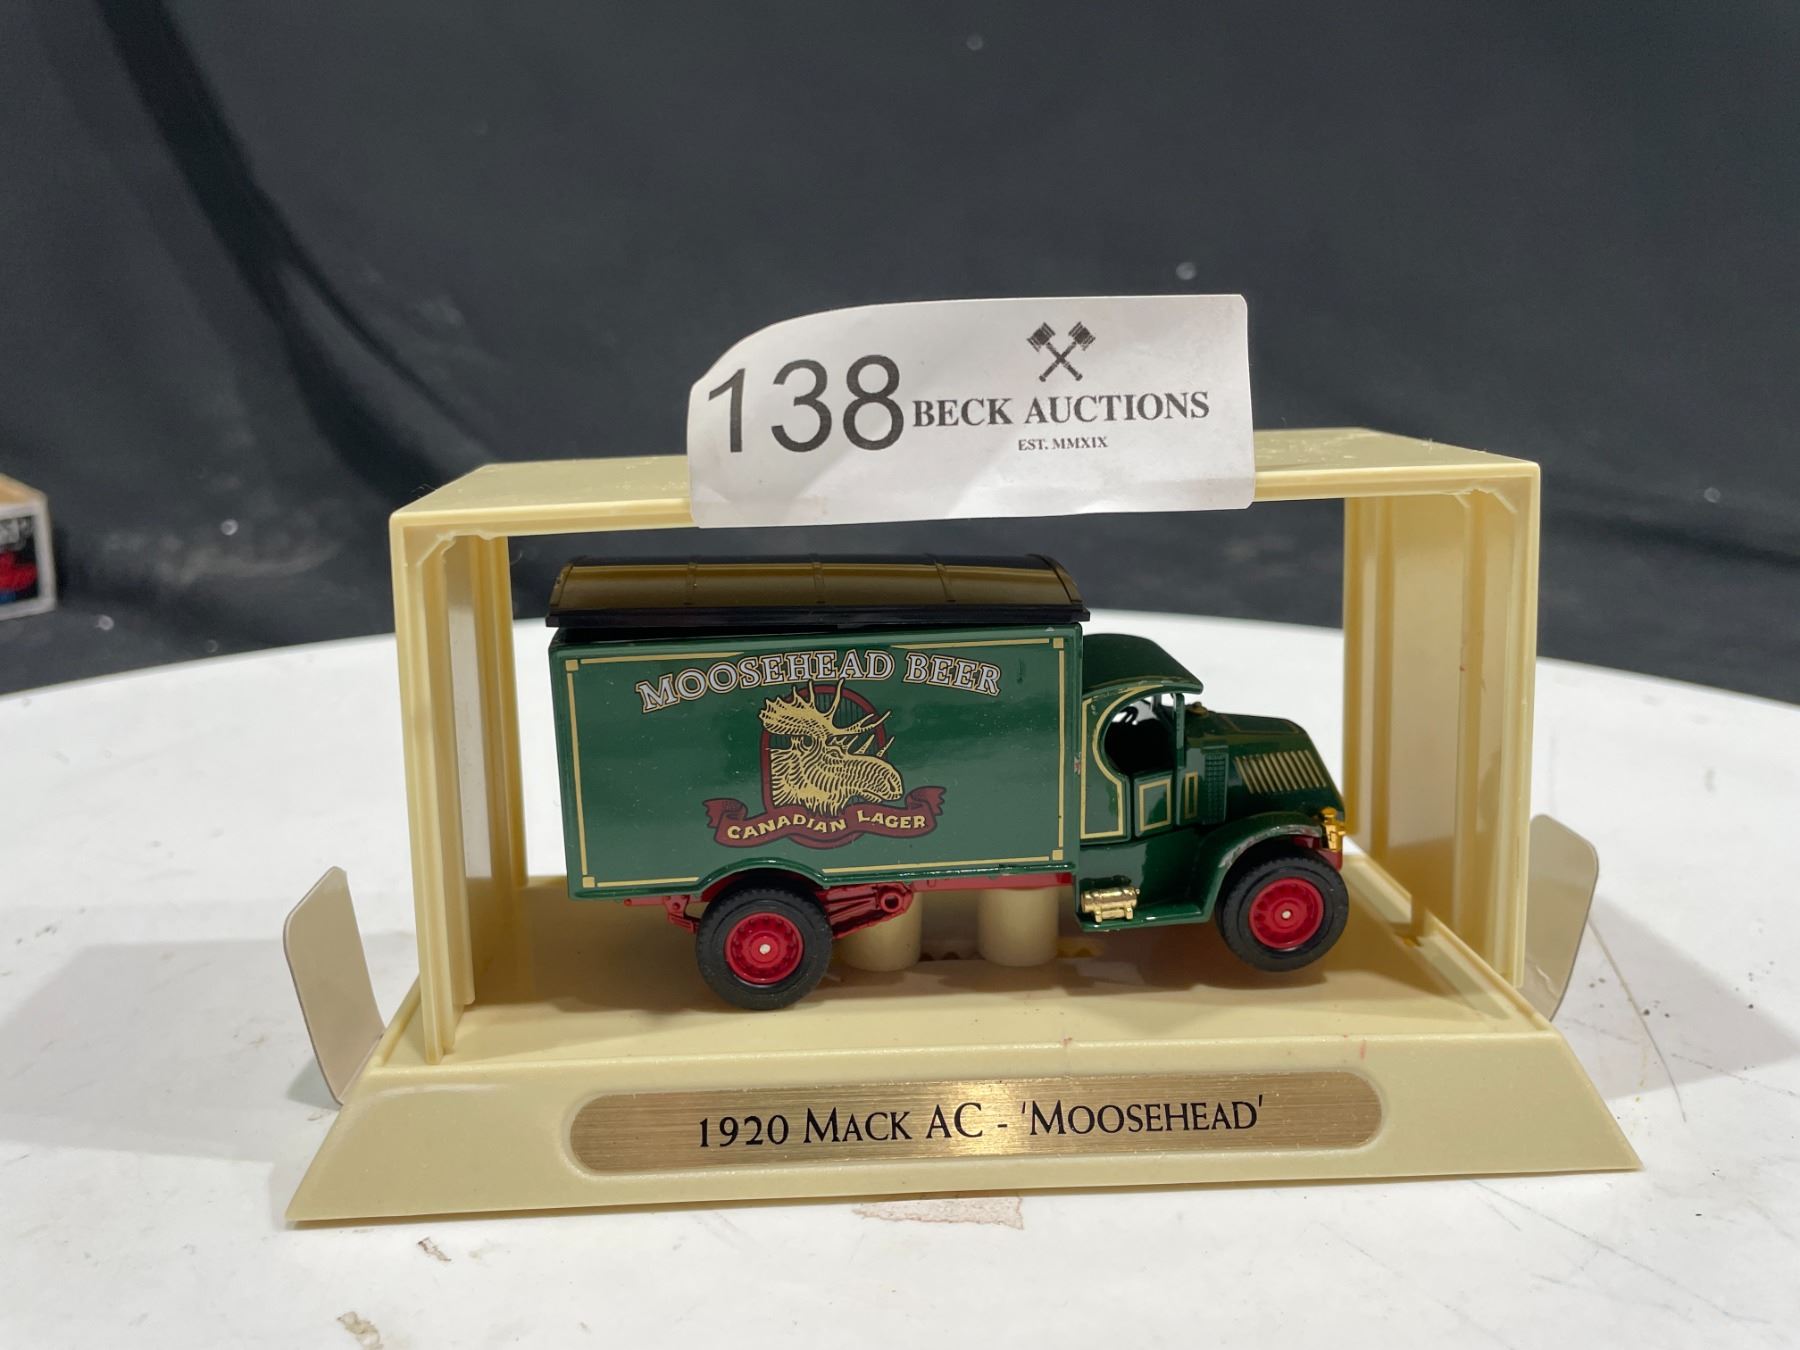 138
BECK AUCTIONS
EST. MMXIX
MOOSEHEAD BEER
CANADIAN LAGER
1920 MACK AC - 'MOOSEHEAD'